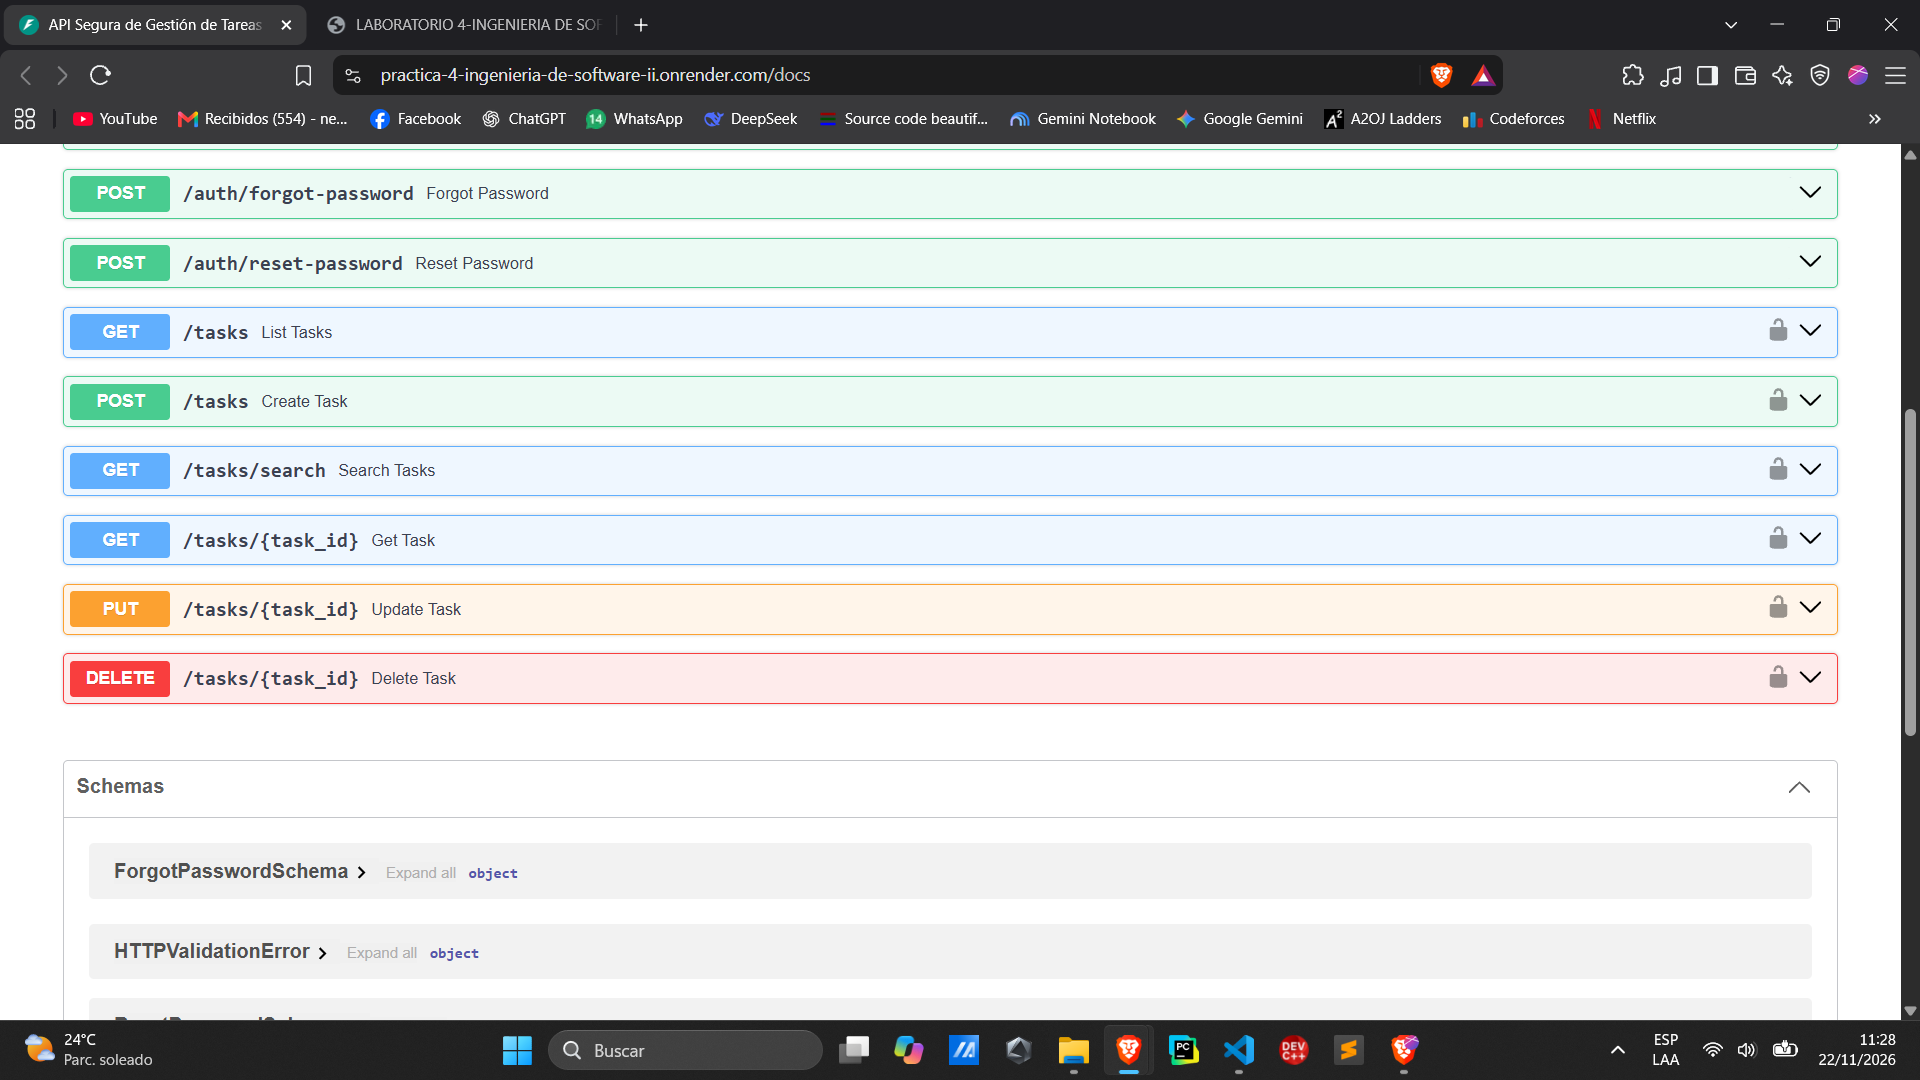 API Segura de Gestión de Tareas
LABORATORIO 4-INGENIERIA DE SOF
practica-4-ingenieria-de-software-ii.onrender.com/docs
YouTube
Recibidos (554) - ne...
Facebook
ChatGPT
14
WhatsApp
DeepSeek
Source code beautif...
Gemini Notebook
Google Gemini
A2
A2OJ Ladders
Codeforces
Netflix
POST /auth/forgot-password Forgot Password
POST /auth/reset-password Reset Password
GET /tasks List Tasks
POST /tasks Create Task
GET /tasks/search Search Tasks
GET /tasks/{task_id} Get Task
PUT /tasks/{task_id} Update Task
DELETE /tasks/{task_id} Delete Task
Schemas
ForgotPasswordSchema Expand all object
HTTPValidationError Expand all object
24°C
Parc. soleado
Buscar
PC
DEV
C++
ESP
LAA
11:28
22/11/2026